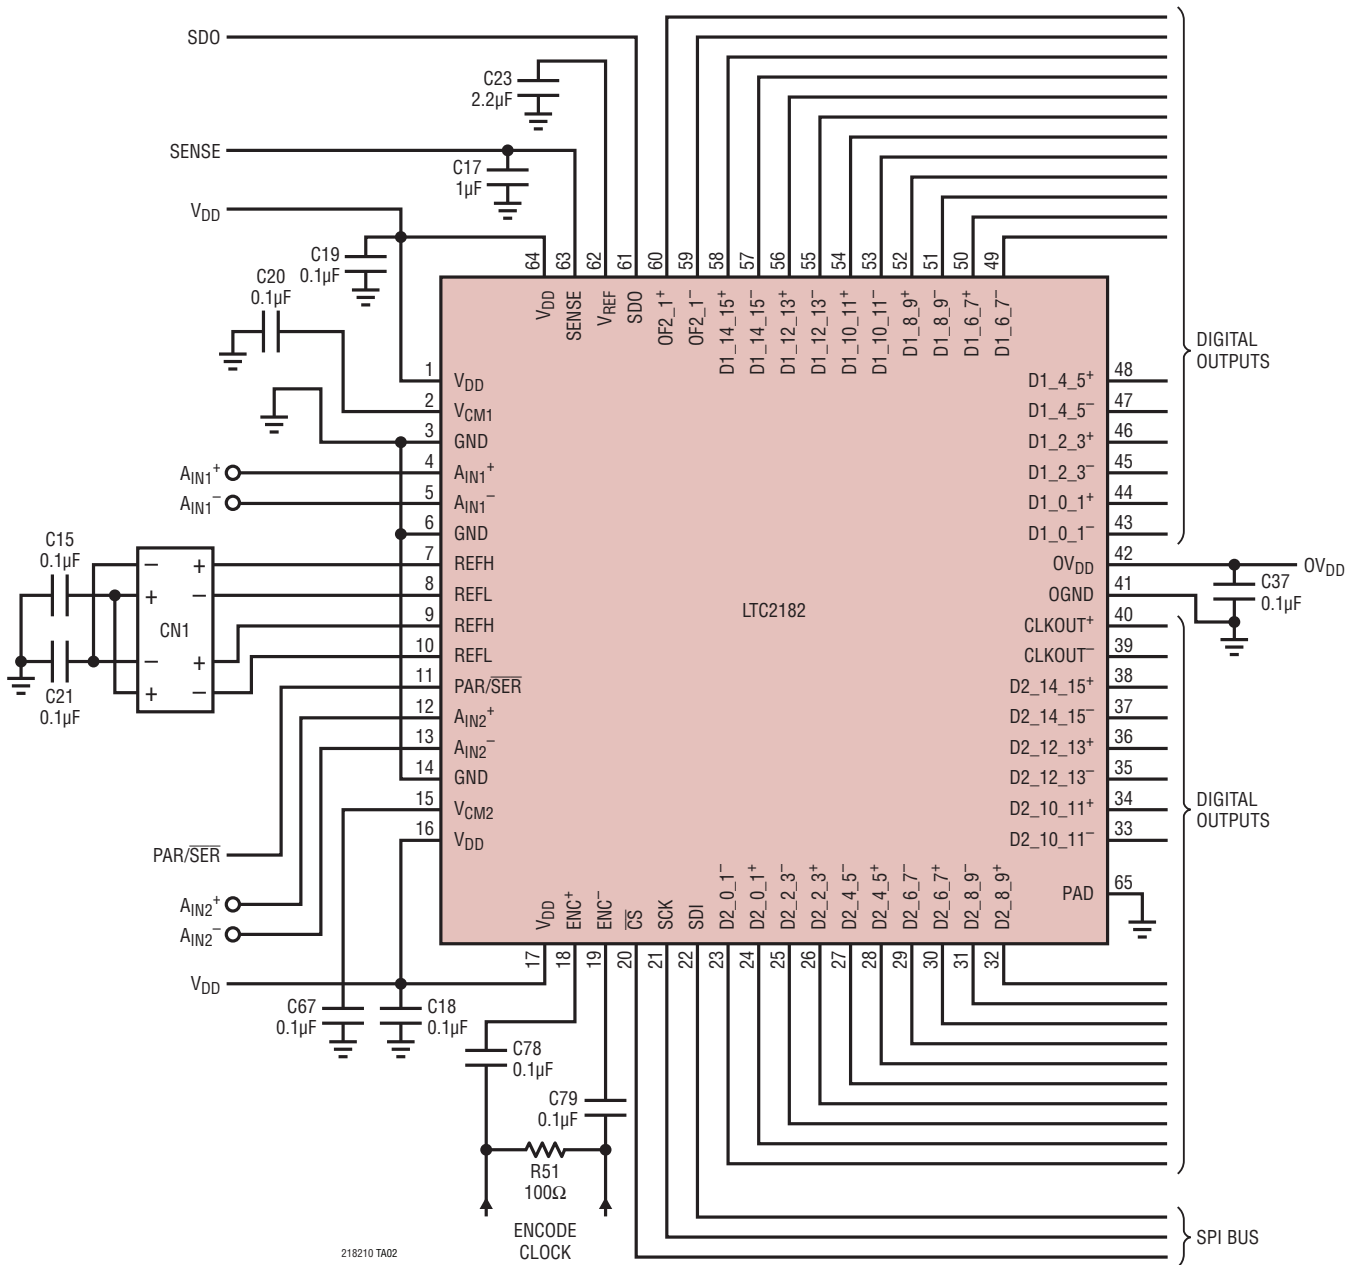 SDO
C23
2.2µF
SENSE
C17
1µF
VDD
C19
0.1µF
C20
0.1µF
64
63
62
61
60
59
58
57
56
55
54
53
52
51
50
49
VDD
SENSE
VREF
SDO
OF2_1+
OF2_1–
D1_14_15+
D1_14_15–
D1_12_13+
D1_12_13–
D1_10_11+
D1_10_11–
D1_8_9+
D1_8_9–
D1_6_7+
D1_6_7–
DIGITAL
OUTPUTS
1 VDD
2 VCM1
3 GND
4 AIN1+
5 AIN1–
6 GND
7 REFH
8 REFL
9 REFH
10 REFL
11 PAR/SER
12 AIN2+
13 AIN2–
14 GND
15 VCM2
16 VDD
AIN1+
AIN1–
C15
0.1µF
– +
+ –
CN1
– +
+ –
C21
0.1µF
LTC2182
D1_4_5+ 48
D1_4_5– 47
D1_2_3+ 46
D1_2_3– 45
D1_0_1+ 44
D1_0_1– 43
OVDD 42
OGND 41
CLKOUT+ 40
CLKOUT– 39
D2_14_15+ 38
D2_14_15– 37
D2_12_13+ 36
D2_12_13– 35
D2_10_11+ 34
D2_10_11– 33
PAD 65
OVDD
C37
0.1µF
DIGITAL
OUTPUTS
PAR/SER
AIN2+
AIN2–
VDD
VDD
ENC+
ENC–
CS
SCK
SDI
D2_0_1–
D2_0_1+
D2_2_3–
D2_2_3+
D2_4_5–
D2_4_5+
D2_6_7–
D2_6_7+
D2_8_9–
D2_8_9+
17
18
19
20
21
22
23
24
25
26
27
28
29
30
31
32
C67
0.1µF
C18
0.1µF
C78
0.1µF
C79
0.1µF
R51
100Ω
ENCODE
CLOCK
SPI BUS
218210 TA02